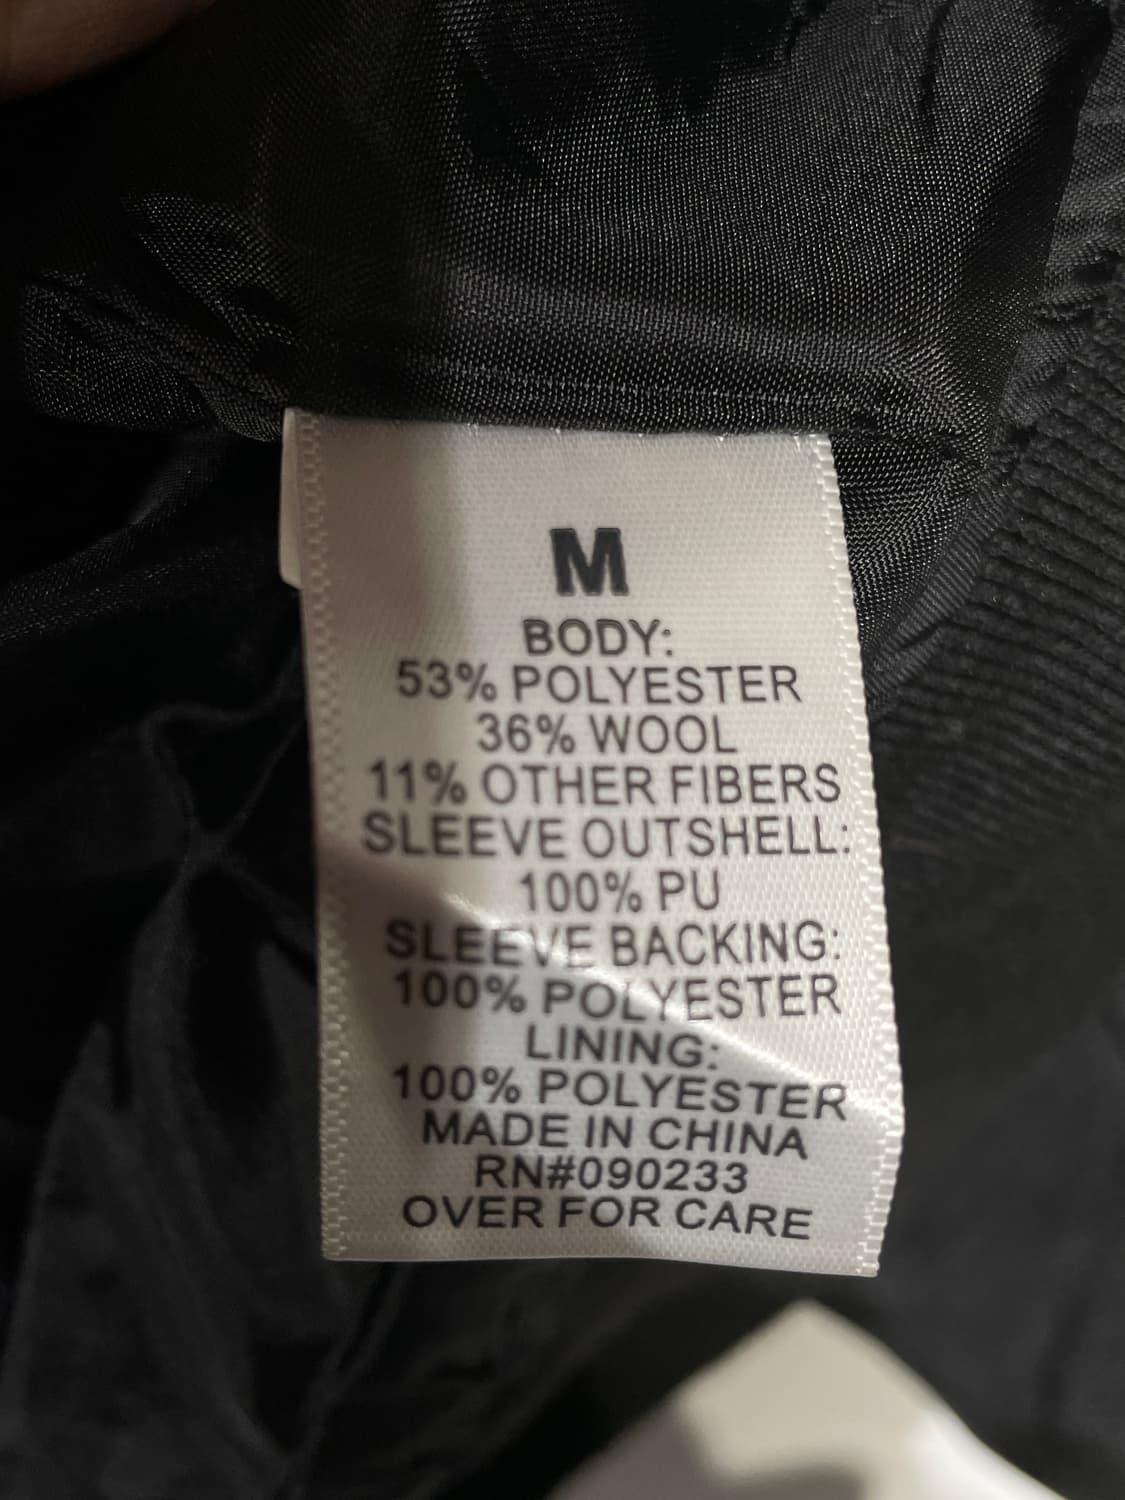 M
BODY:
53% POLYESTER
36% WOOL
11% OTHER FIBERS
SLEEVE OUTSHELL:
100% PU
SLEEVE BACKING:
100% POLYESTER
LINING:
100% POLYESTER
MADE IN CHINA
RN#090233
OVER FOR CARE